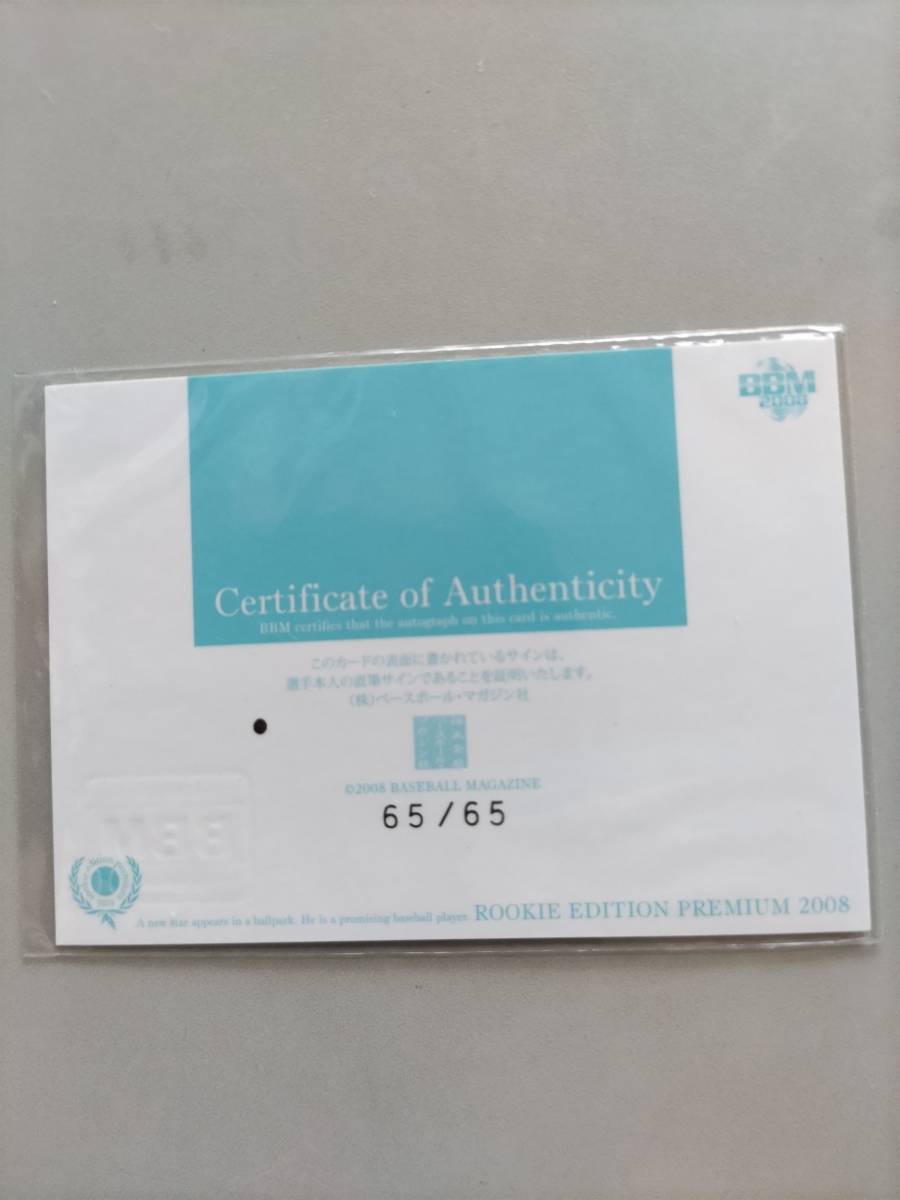 BBM
2008
Certificate of Authenticity
BBM certifies that the autograph on this card is authentic.
このカードの表面に書かれているサインは、
選手本人の直筆サインであることを証明いたします。
(株)ベースボール・マガジン社
©2008 BASEBALL MAGAZINE
65/65
A new star appears in a ballpark. He is a promising baseball player. ROOKIE EDITION PREMIUM 2008